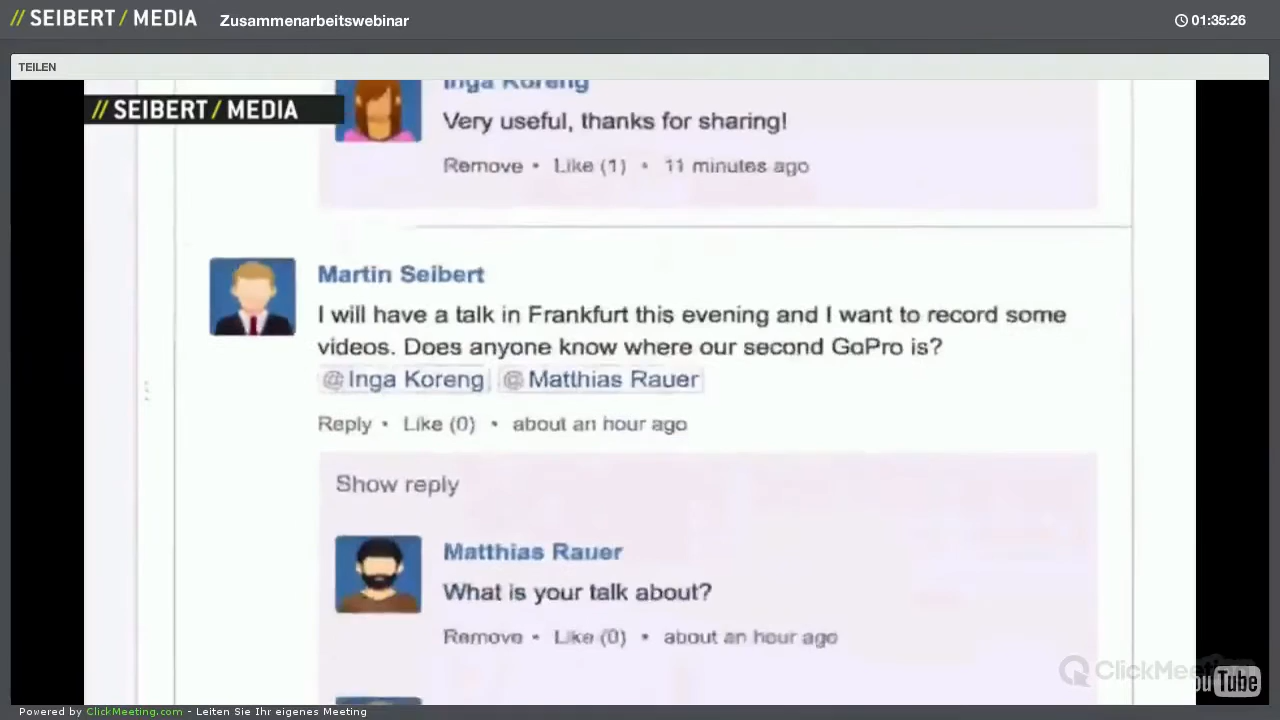 // SEIBERT / MEDIA Zusammenarbeitswebinar 01:35:26
TEILEN
Inga Koreng
// SEIBERT / MEDIA
Very useful, thanks for sharing!
Remove • Like (1) • 11 minutes ago
Martin Seibert
I will have a talk in Frankfurt this evening and I want to record some
videos. Does anyone know where our second GoPro is?
@Inga Koreng @Matthias Rauer
Reply • Like (0) • about an hour ago
Show reply
Matthias Rauer
What is your talk about?
Remove • Like (0) • about an hour ago
Powered by ClickMeeting.com - Leiten Sie Ihr eigenes Meeting